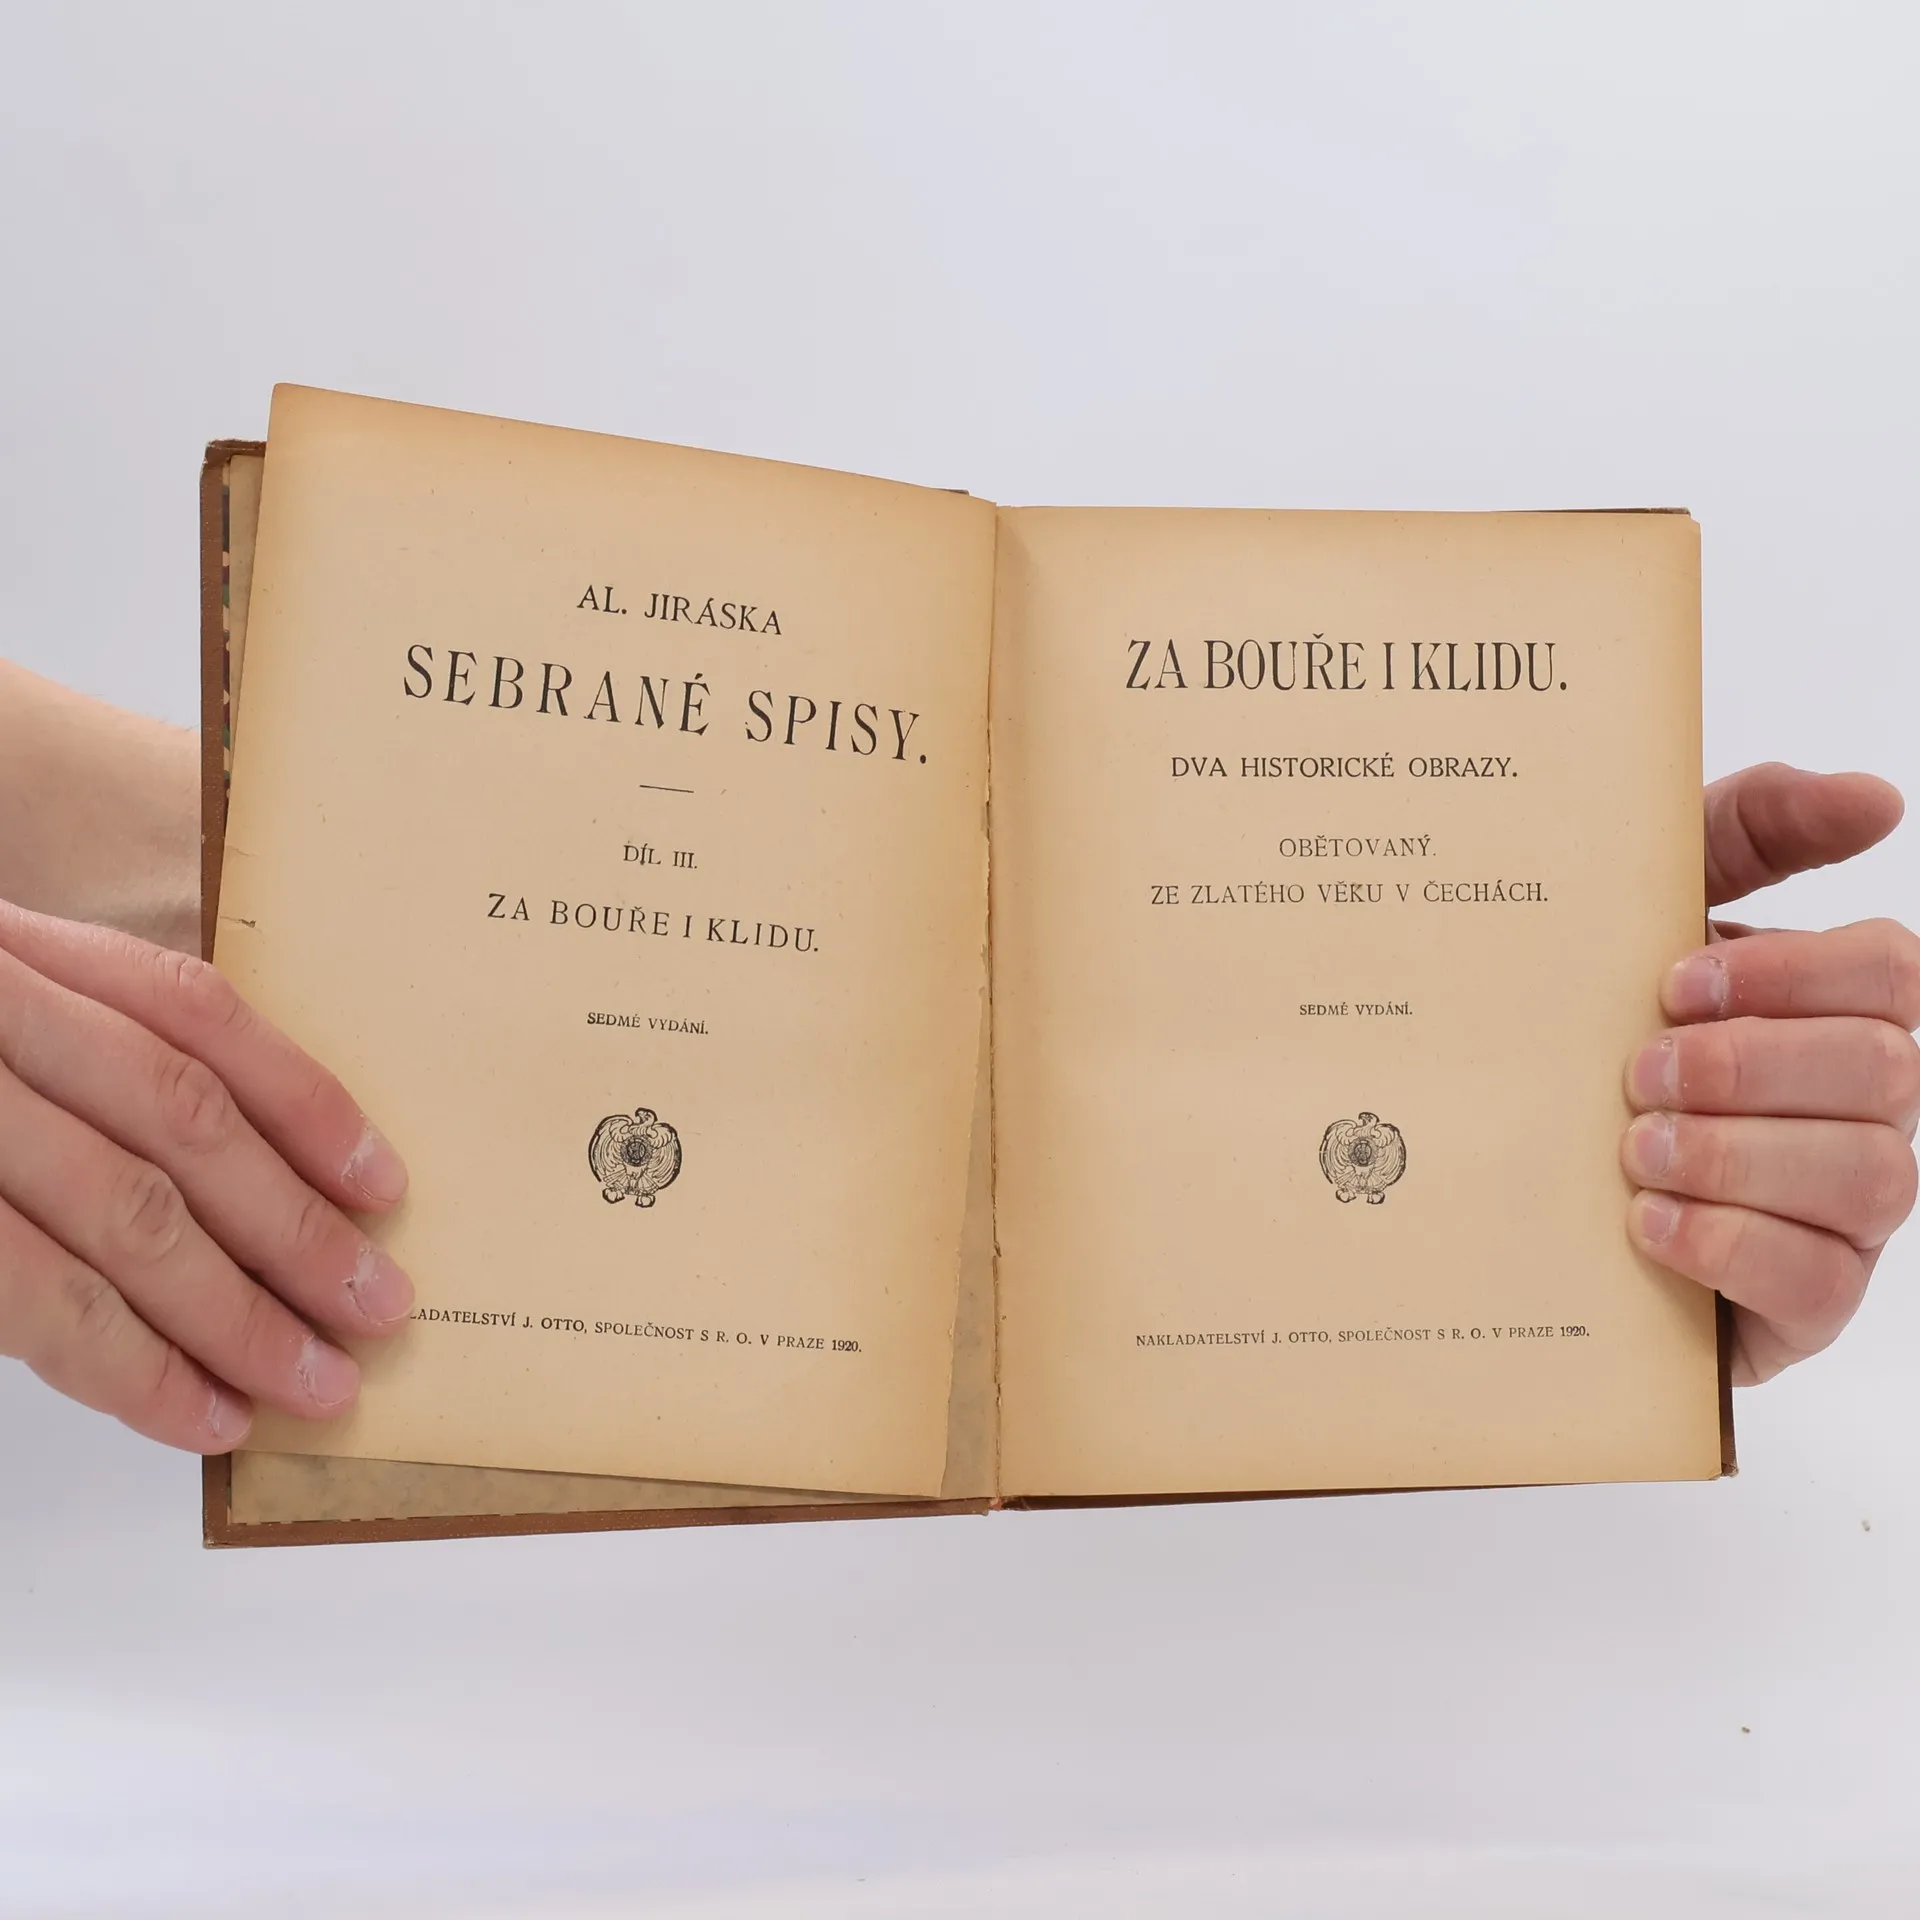 AL. JIRÁSKA
SEBRANÉ SPISY.
DÍL III.
ZA BOUŘE I KLIDU.
SEDMÉ VYDÁNÍ.
J. OTTO, SPOLEČNOST S R. O. V PRAZE 1920.
ZA BOUŘE I KLIDU.
DVA HISTORICKÉ OBRAZY.
OBĚTOVANÝ.
ZE ZLATÉHO VĚKU V ČECHÁCH.
SEDMÉ VYDÁNÍ.
NAKLADATELSTVÍ J. OTTO, SPOLEČNOST S R. O. V PRAZE 1920.